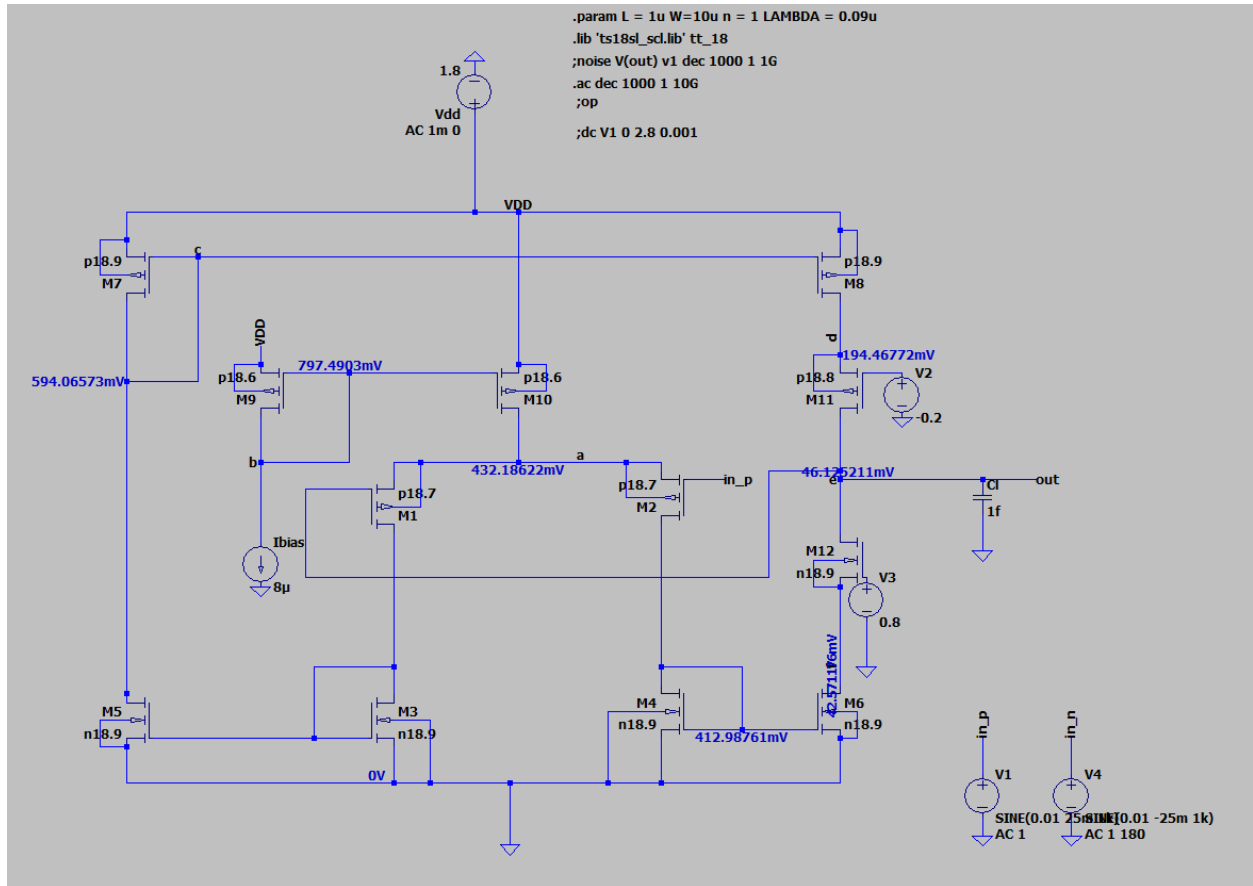 .param L = 1u W=10u n = 1 LAMBDA = 0.09u
.lib 'ts18sl_scl.lib' tt_18
;noise V(out) v1 dec 1000 1 1G
.ac dec 1000 1 10G
;op
;dc V1 0 2.8 0.001
1.8
Vdd
AC 1m 0
VDD
c
p18.9
M7
p18.9
M8
594.06573mV
VDD
p18.6
M9
797.4903mV
p18.6
M10
d
194.46772mV
p18.8
M11
V2
-0.2
b
432.18622mV
a
p18.7
M1
p18.7
M2
in_p
46.125211mV
e
out
Cl
1f
Ibias
8µ
M12
n18.9
V3
0.8
M5
n18.9
M3
n18.9
M4
n18.9
412.98761mV
M6
n18.9
0V
in_p
in_n
V1
AC 1
V4
SINE(0.01 -25m 1k)
AC 1 180